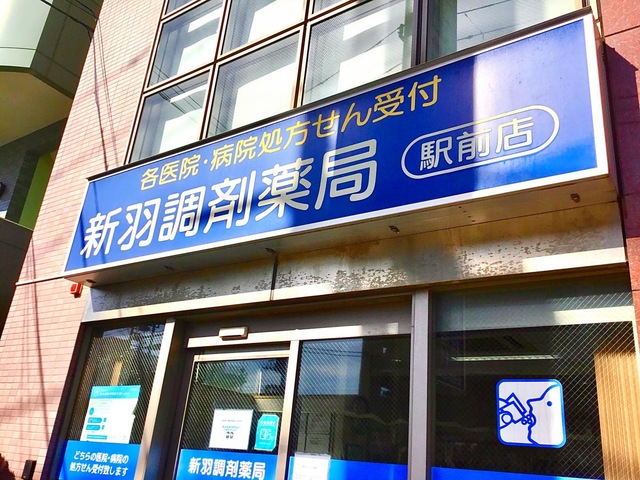 各医院・病院処方せん受付
新羽調剤薬局
駅前店
どちらの医院・病院の
処方せん受付致します
新羽調剤薬局